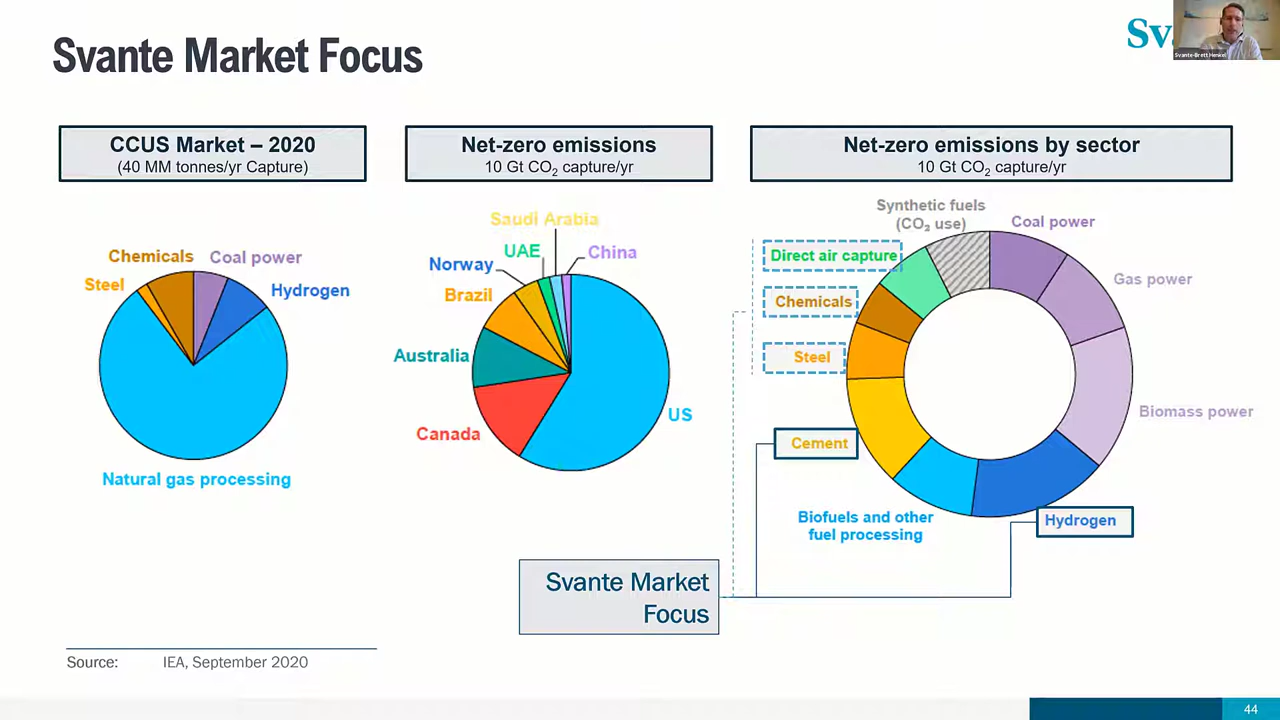 Svante Market Focus
Sv
Svante-Brett Henkel
CCUS Market – 2020
(40 MM tonnes/yr Capture)
Net-zero emissions
10 Gt CO₂ capture/yr
Net-zero emissions by sector
10 Gt CO₂ capture/yr
Chemicals
Coal power
Steel
Hydrogen
Natural gas processing
Saudi Arabia
UAE
China
Norway
Brazil
Australia
US
Canada
Synthetic fuels
(CO₂ use)
Coal power
Direct air capture
Gas power
Chemicals
Steel
Biomass power
Cement
Biofuels and other
fuel processing
Hydrogen
Svante Market
Focus
Source: IEA, September 2020
44